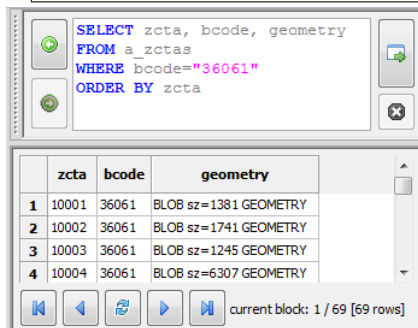 SELECT zcta, bcode, geometry
FROM a_zctas
WHERE bcode="36061"
ORDER BY zcta
zcta bcode geometry
1 10001 36061 BLOB sz=1381 GEOMETRY
2 10002 36061 BLOB sz=1741 GEOMETRY
3 10003 36061 BLOB sz=1245 GEOMETRY
4 10004 36061 BLOB sz=6307 GEOMETRY
current block: 1 / 69 [69 rows]